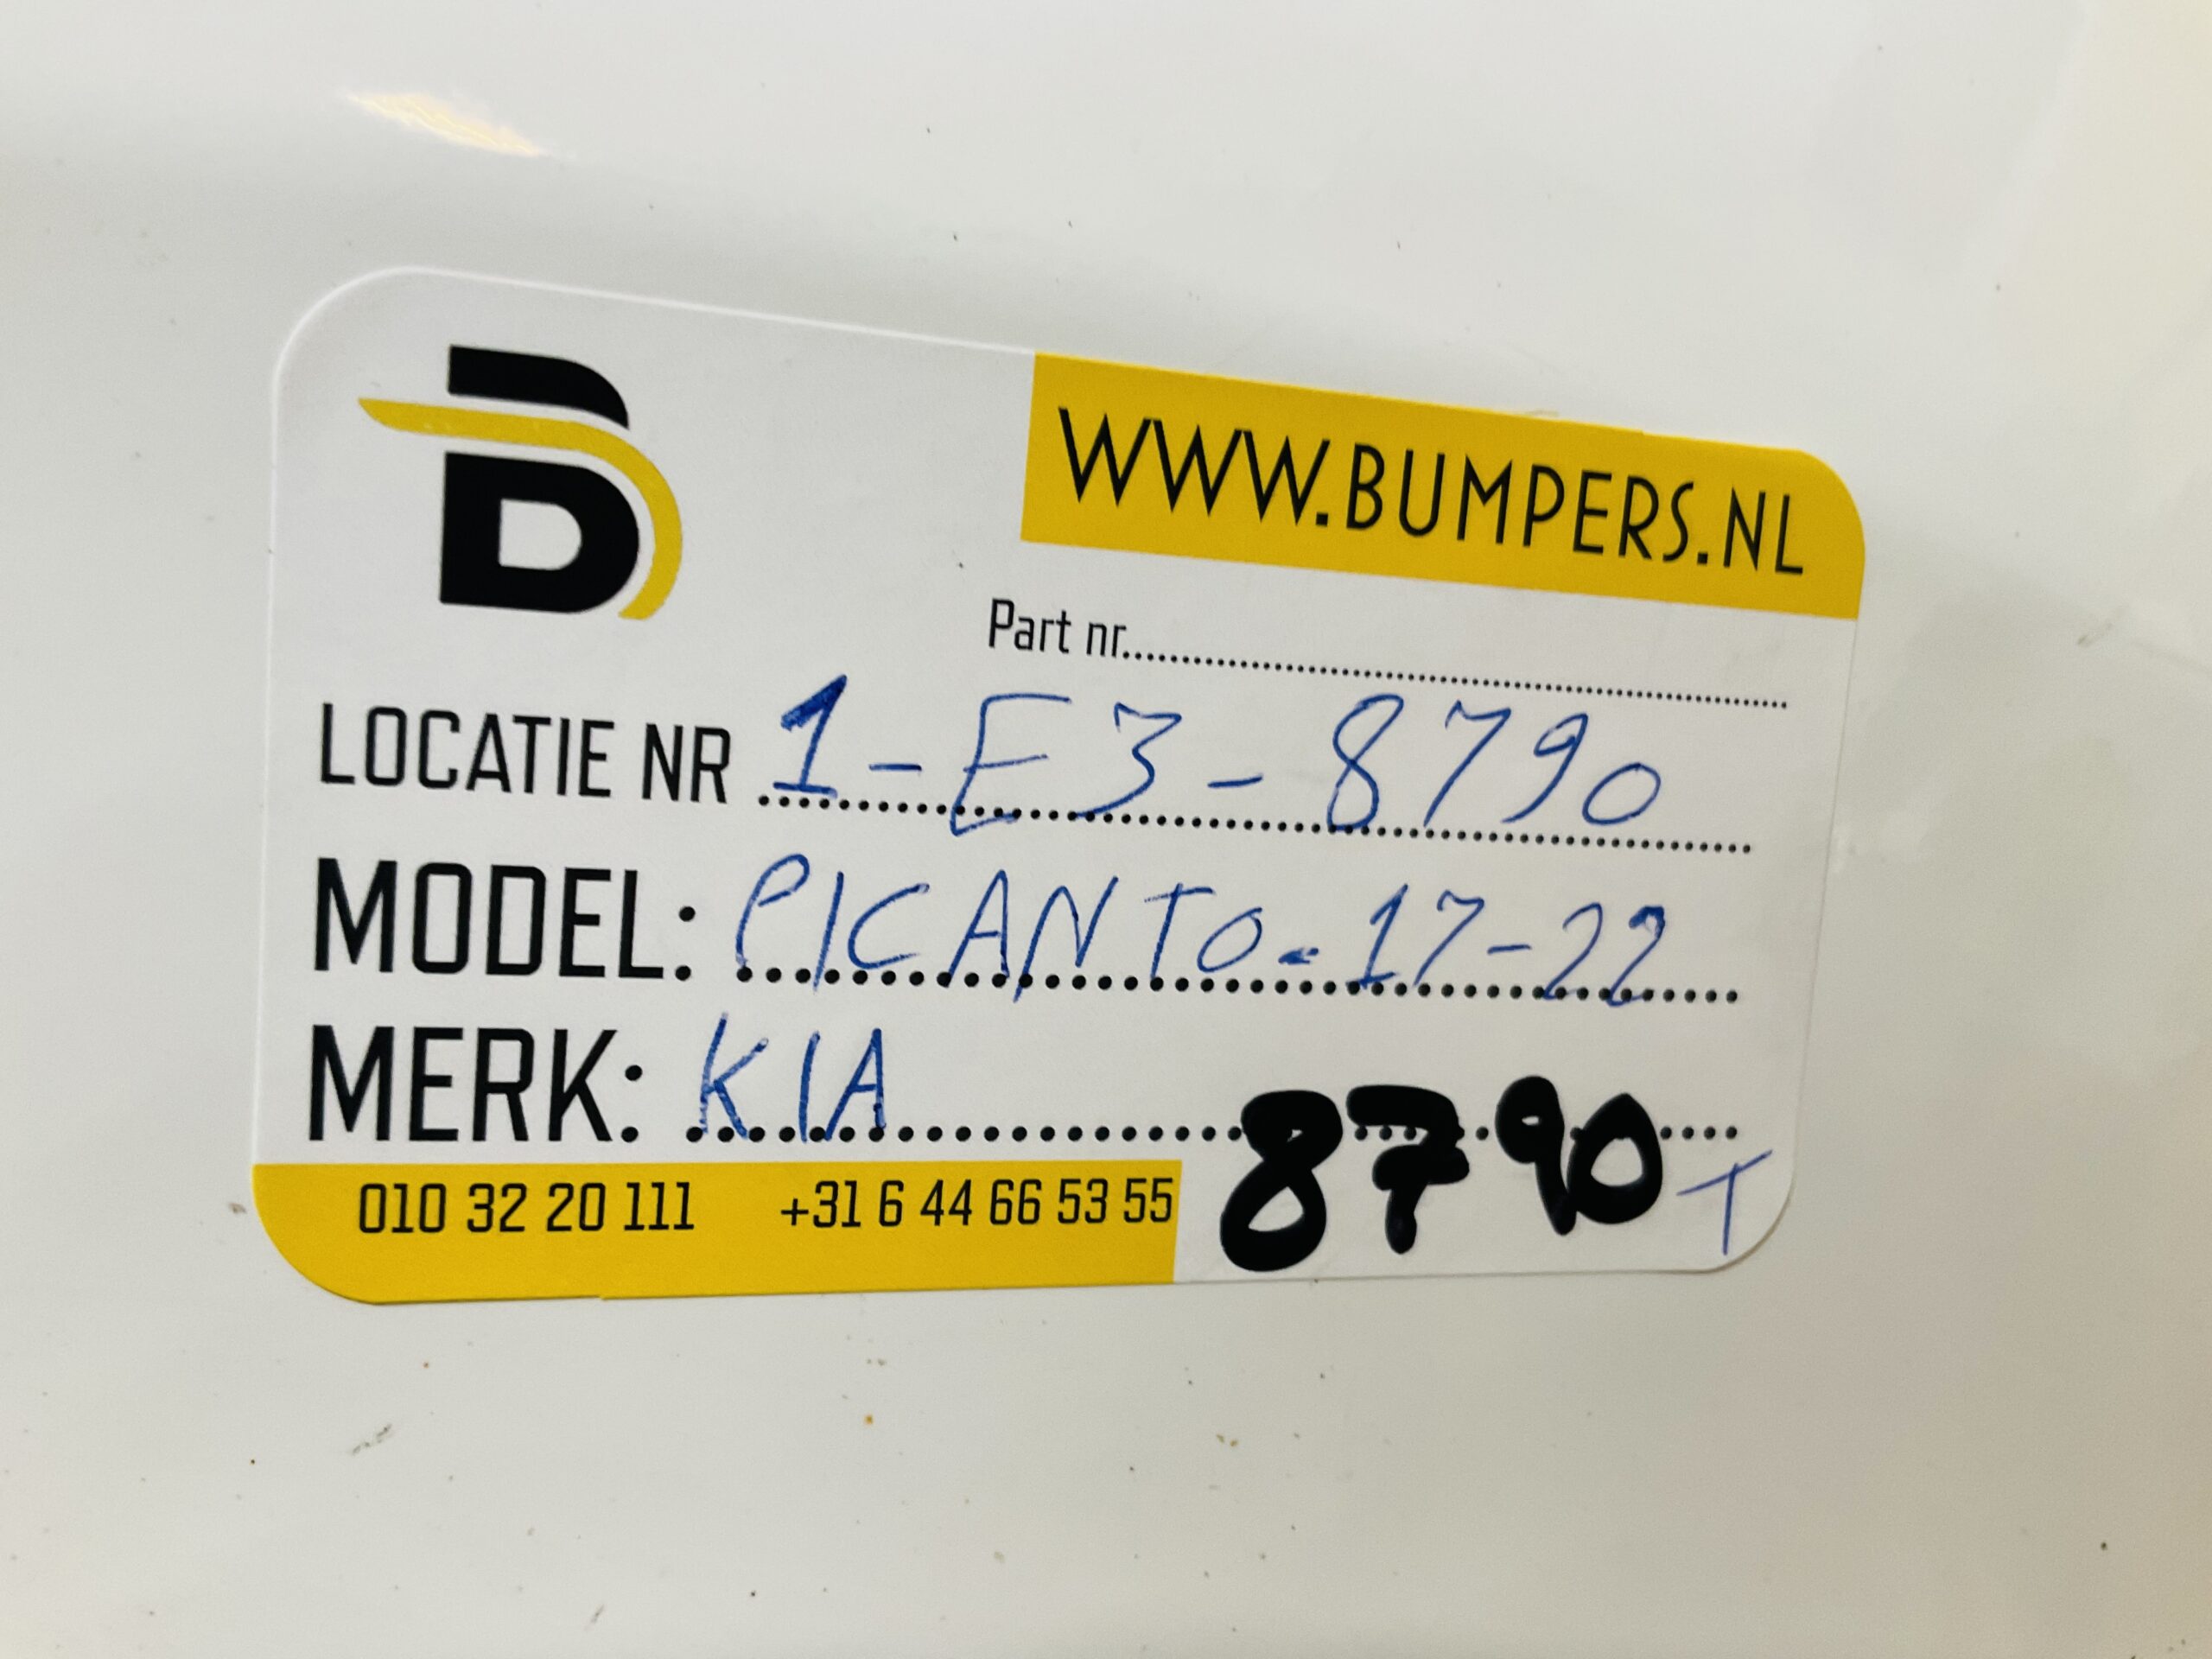 B
WWW.BUMPERS.NL
Part nr.
LOCATIE NR 1-E3-8790
MODEL: PICANTO-17-22
MERK: KIA
8790 T
010 32 20 111 +31 6 44 66 53 55